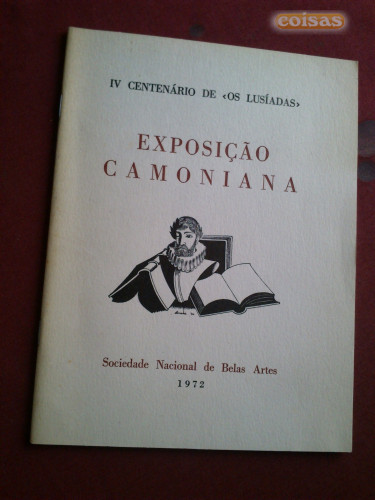 coisas
IV CENTENÁRIO DE «OS LUSÍADAS»
EXPOSIÇÃO
CAMONIANA
Sociedade Nacional de Belas Artes
1972